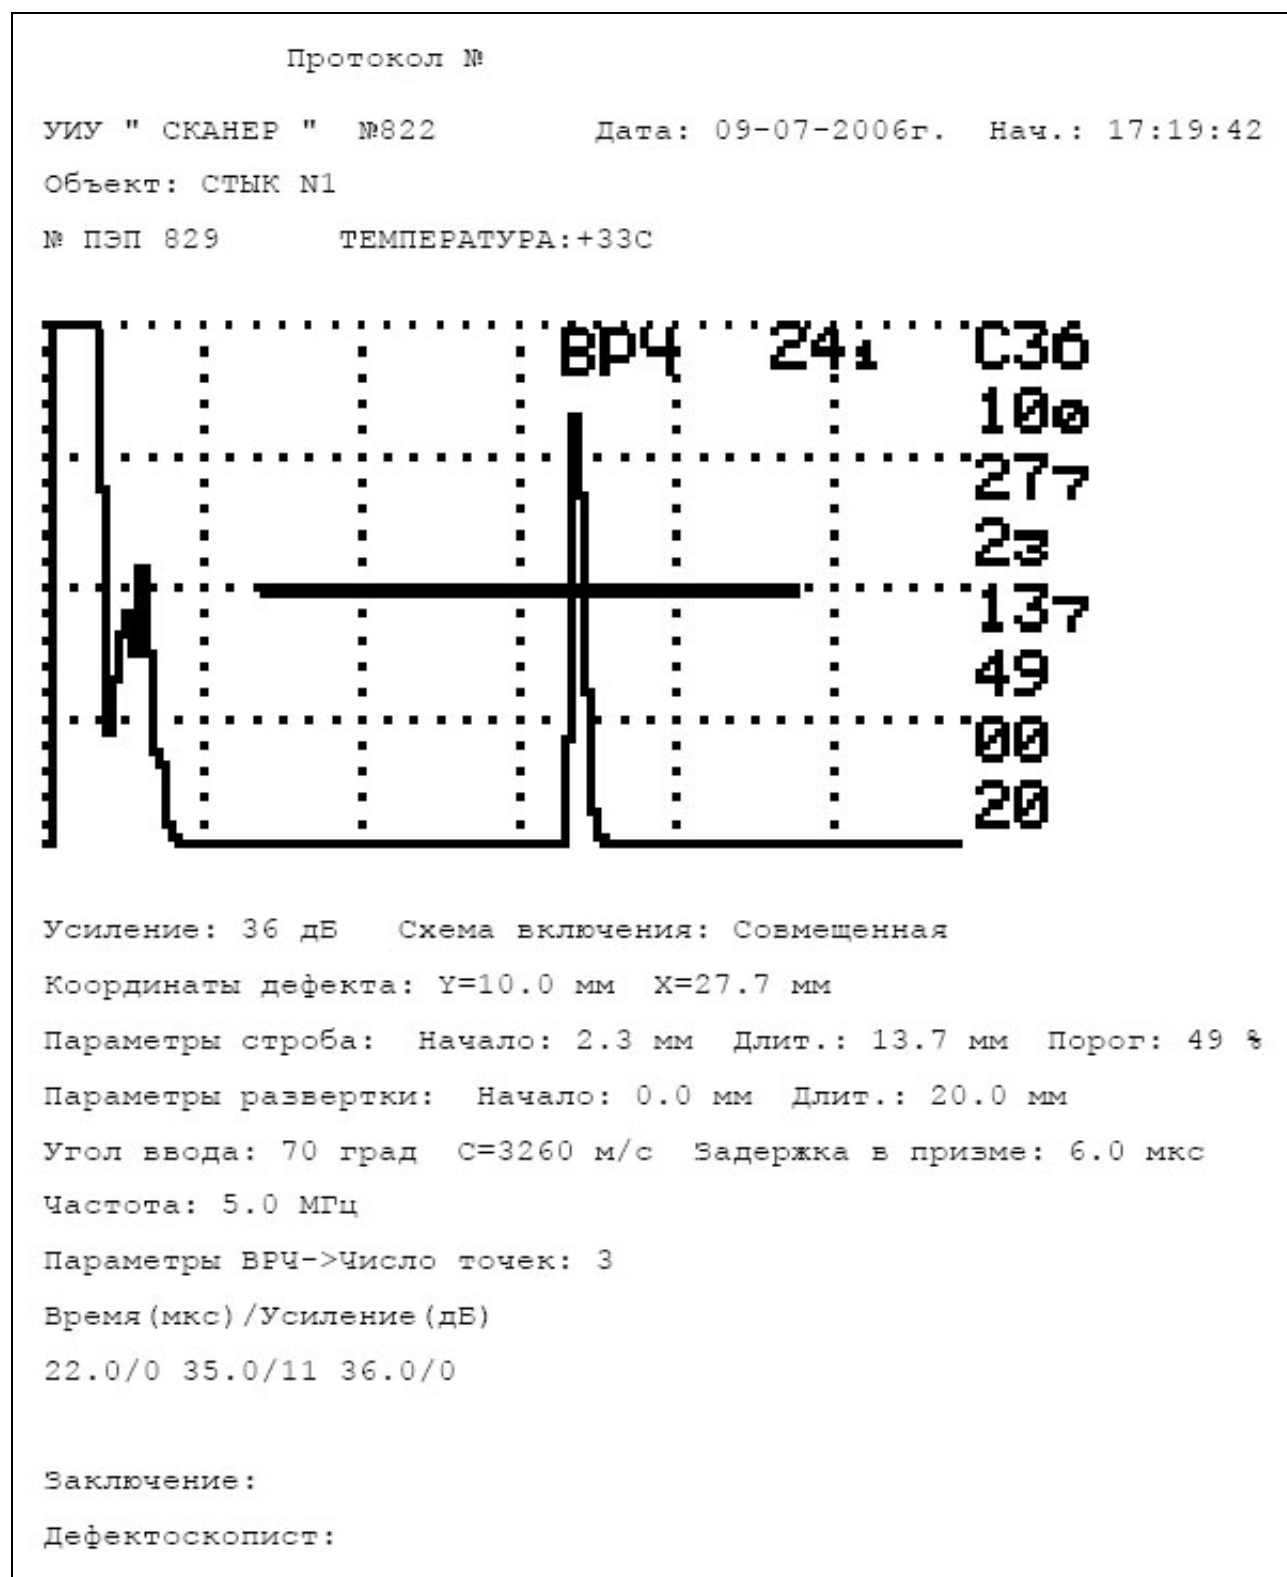 Протокол №
УИУ " СКАНЕР " №822 Дата: 09-07-2006г. Нач.: 17:19:42
Объект: СТЫК N1
№ ПЭП 829 ТЕМПЕРАТУРА:+33С
ВРЧ 241 С36
100
277
23
137
49
00
20
Усиление: 36 дБ Схема включения: Совмещенная
Координаты дефекта: Y=10.0 мм X=27.7 мм
Параметры строба: Начало: 2.3 мм Длит.: 13.7 мм Порог: 49 %
Параметры развертки: Начало: 0.0 мм Длит.: 20.0 мм
Угол ввода: 70 град С=3260 м/с Задержка в призме: 6.0 мкс
Частота: 5.0 МГц
Параметры ВРЧ->Число точек: 3
Время(мкс)/Усиление(дБ)
22.0/0 35.0/11 36.0/0
Заключение:
Дефектоскопист: